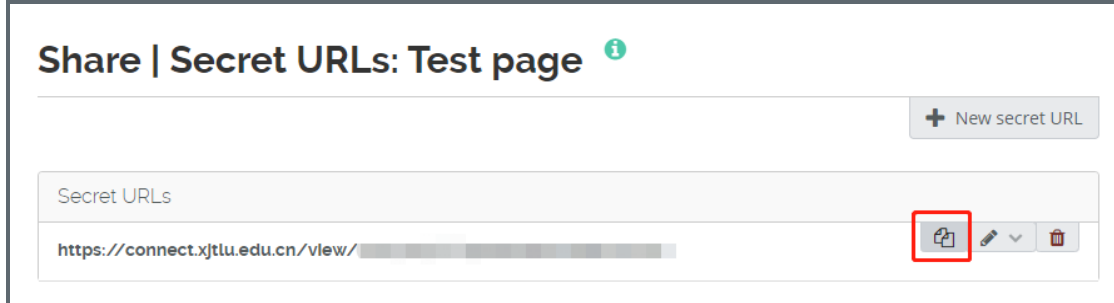 Share | Secret URLs: Test page
New secret URL
Secret URLs
https://connect.xjtlu.edu.cn/view/